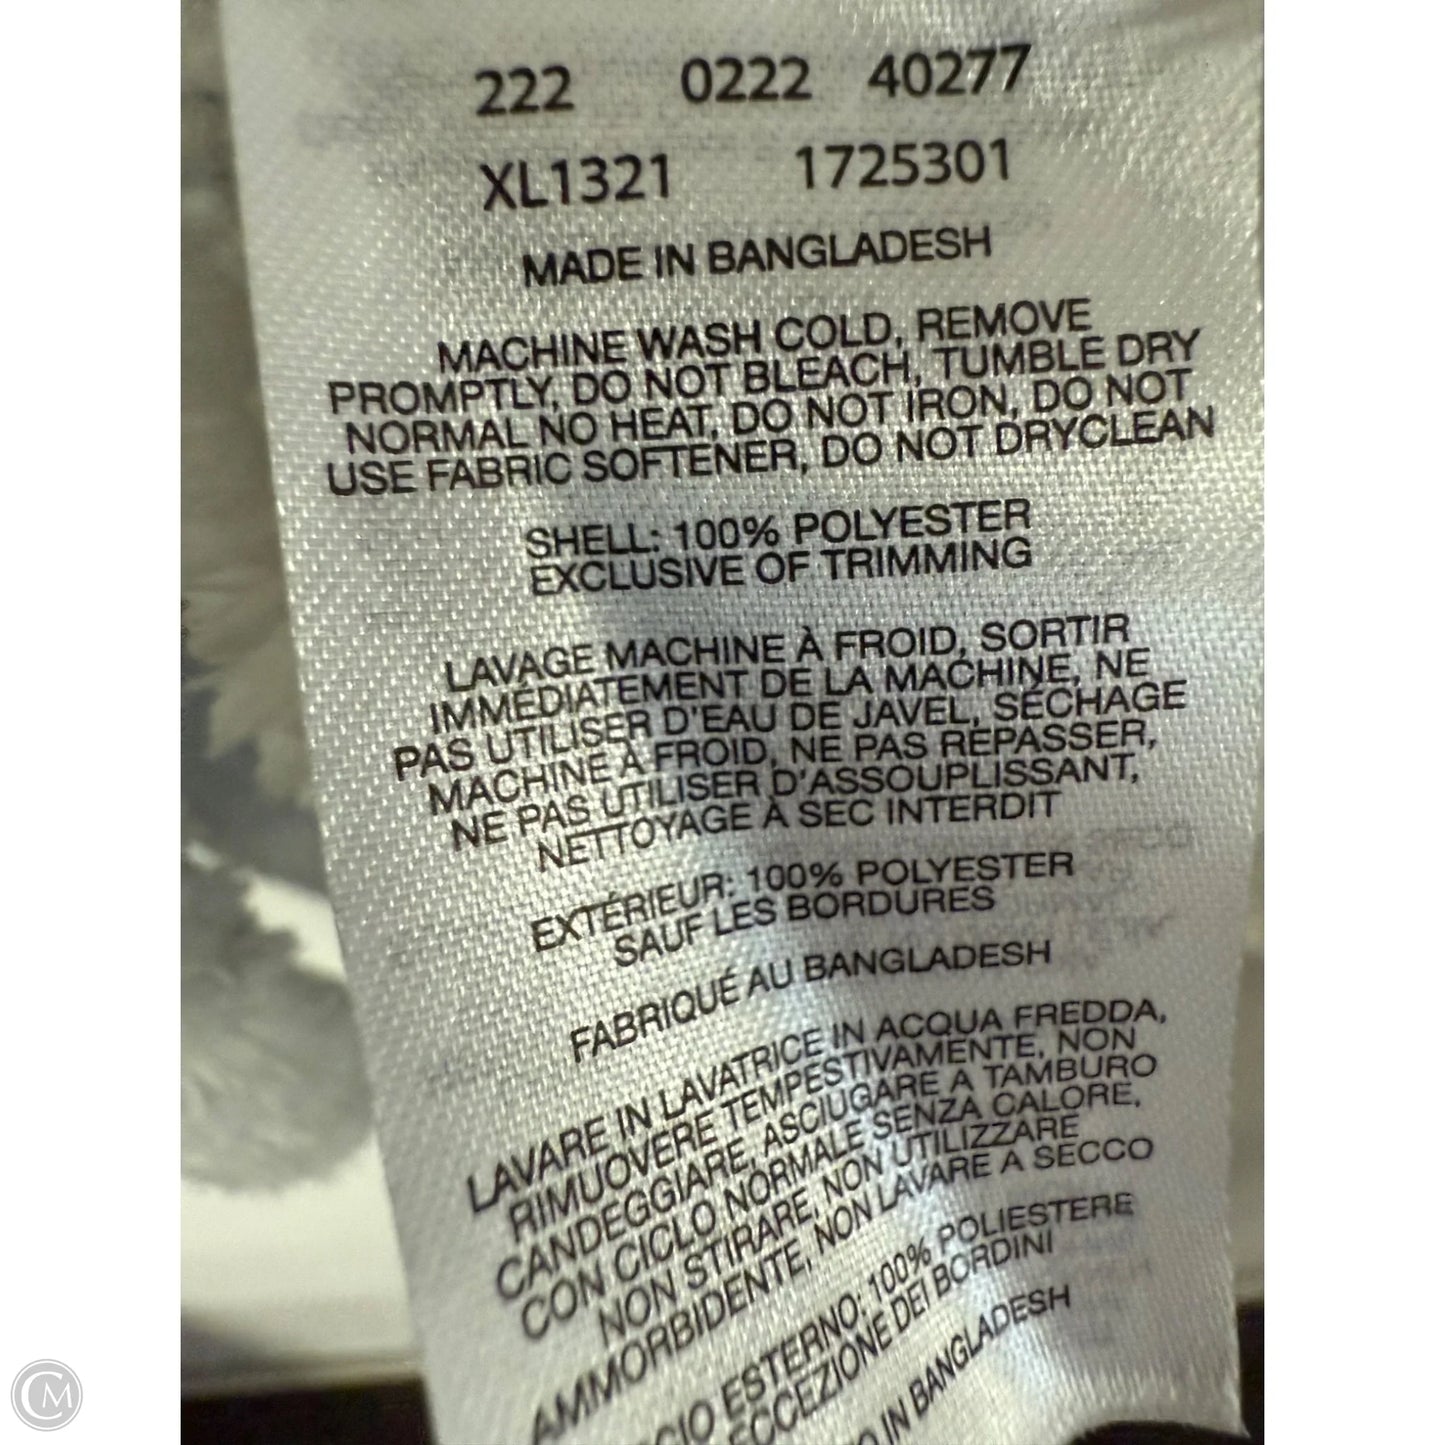 222 0222 40277
XL1321 1725301
MADE IN BANGLADESH
MACHINE WASH COLD, REMOVE
PROMPTLY, DO NOT BLEACH, TUMBLE DRY
NORMAL NO HEAT, DO NOT IRON, DO NOT
USE FABRIC SOFTENER, DO NOT DRYCLEAN
SHELL: 100% POLYESTER
EXCLUSIVE OF TRIMMING
LAVAGE MACHINE À FROID, SORTIR
IMMÉDIATEMENT DE LA MACHINE, NE
PAS UTILISER D'EAU DE JAVEL, SÉCHAGE
MACHINE À FROID, NE PAS REPASSER,
NE PAS UTILISER D'ASSOUPLISSANT,
NETTOYAGE À SEC INTERDIT
EXTÉRIEUR: 100% POLYESTER
SAUF LES BORDURES
FABRIQUÉ AU BANGLADESH
LAVARE IN LAVATRICE IN ACQUA FREDDA,
RIMUOVERE TEMPESTIVAMENTE, NON
CANDEGGIARE, ASCIUGARE A TAMBURO
CON CICLO NORMALE SENZA CALORE,
NON STIRARE, NON UTILIZZARE
AMMORBIDENTE, NON LAVARE A SECCO
ESTERNO: 100% POLIESTERE
ECCEZIONE DEI BORDINI
IN BANGLADESH
CM